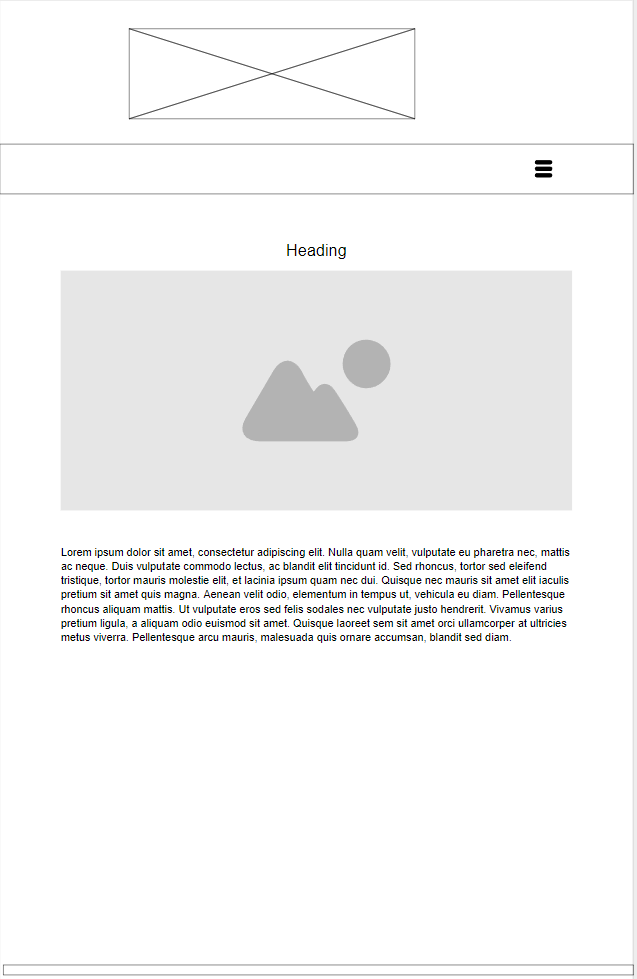 Heading
Lorem ipsum dolor sit amet, consectetur adipiscing elit. Nulla quam velit, vulputate eu pharetra nec, mattis
ac neque. Duis vulputate commodo lectus, ac blandit elit tincidunt id. Sed rhoncus, tortor sed eleifend
tristique, tortor mauris molestie elit, et lacinia ipsum quam nec dui. Quisque nec mauris sit amet elit iaculis
pretium sit amet quis magna. Aenean velit odio, elementum in tempus ut, vehicula eu diam. Pellentesque
rhoncus aliquam mattis. Ut vulputate eros sed felis sodales nec vulputate justo hendrerit. Vivamus varius
pretium ligula, a aliquam odio euismod sit amet. Quisque laoreet sem sit amet orci ullamcorper at ultricies
metus viverra. Pellentesque arcu mauris, malesuada quis ornare accumsan, blandit sed diam.